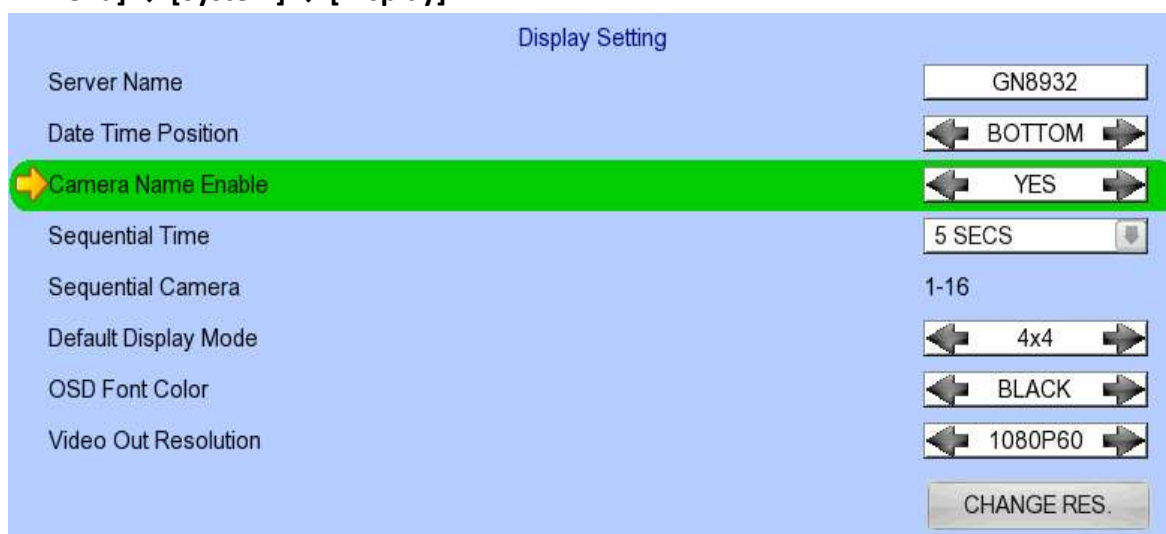 Display Setting
Server Name GN8932
Date Time Position BOTTOM
Camera Name Enable YES
Sequential Time 5 SECS
Sequential Camera 1-16
Default Display Mode 4x4
OSD Font Color BLACK
Video Out Resolution 1080P60
CHANGE RES.